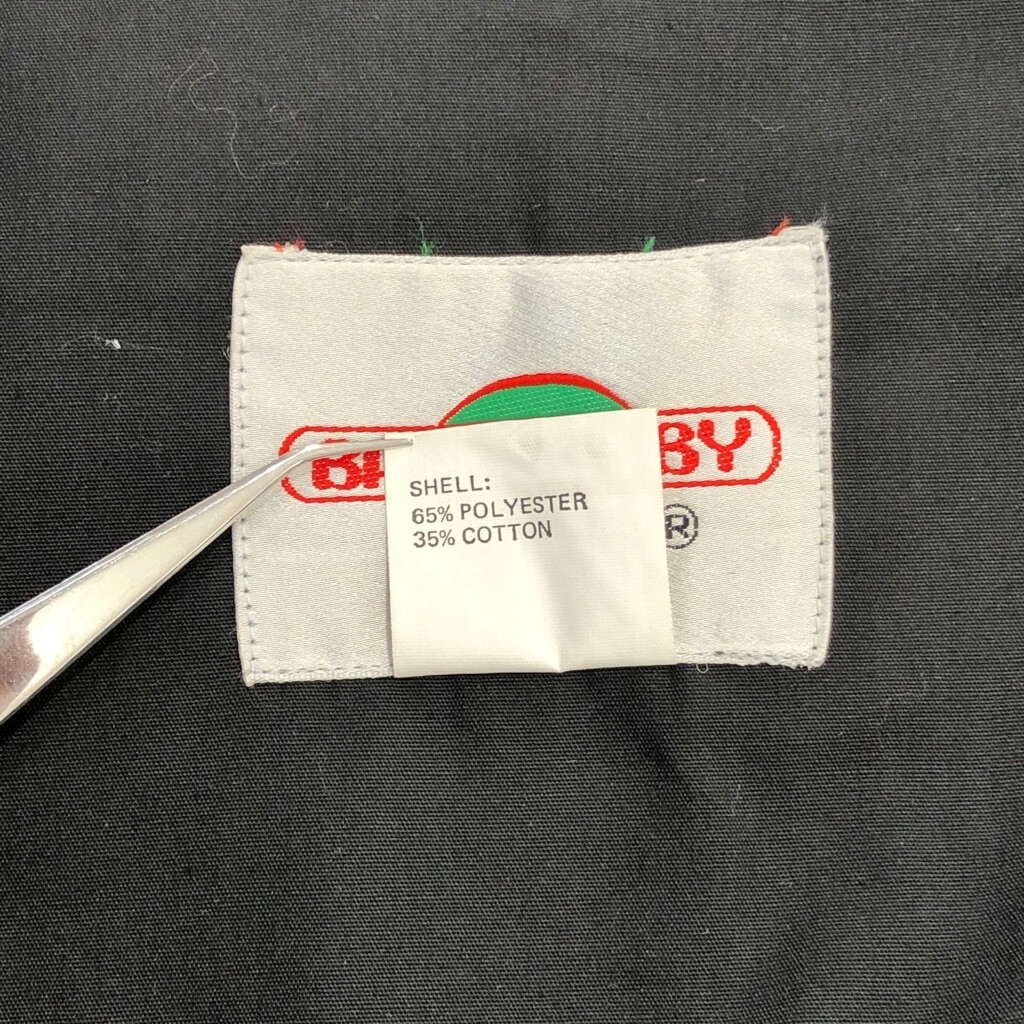 SHELL:
65% POLYESTER
35% COTTON
®